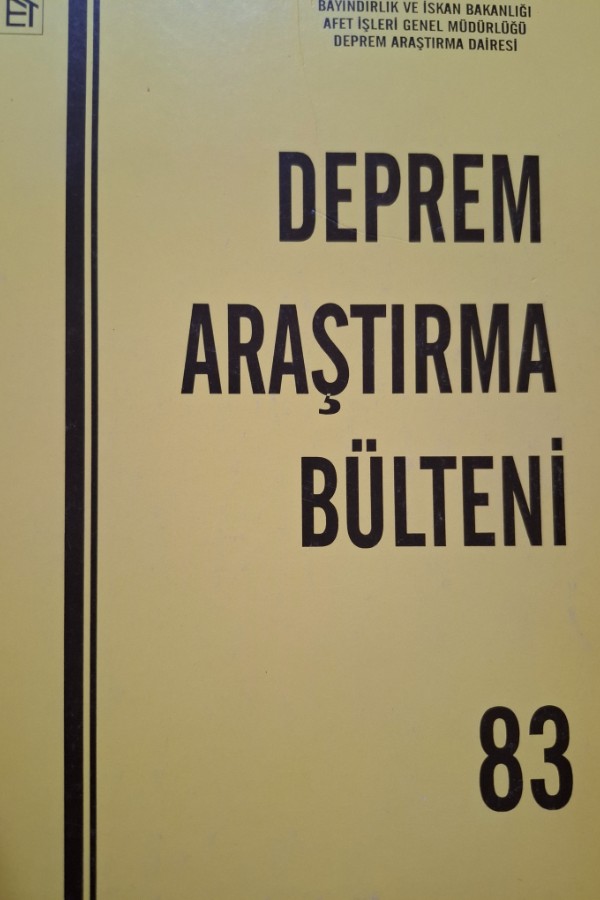 BAYINDIRLIK VE İSKAN BAKANLIĞI
AFET İŞLERİ GENEL MÜDÜRLÜĞÜ
DEPREM ARAŞTIRMA DAİRESİ
DEPREM
ARAŞTIRMA
BÜLTENİ
83